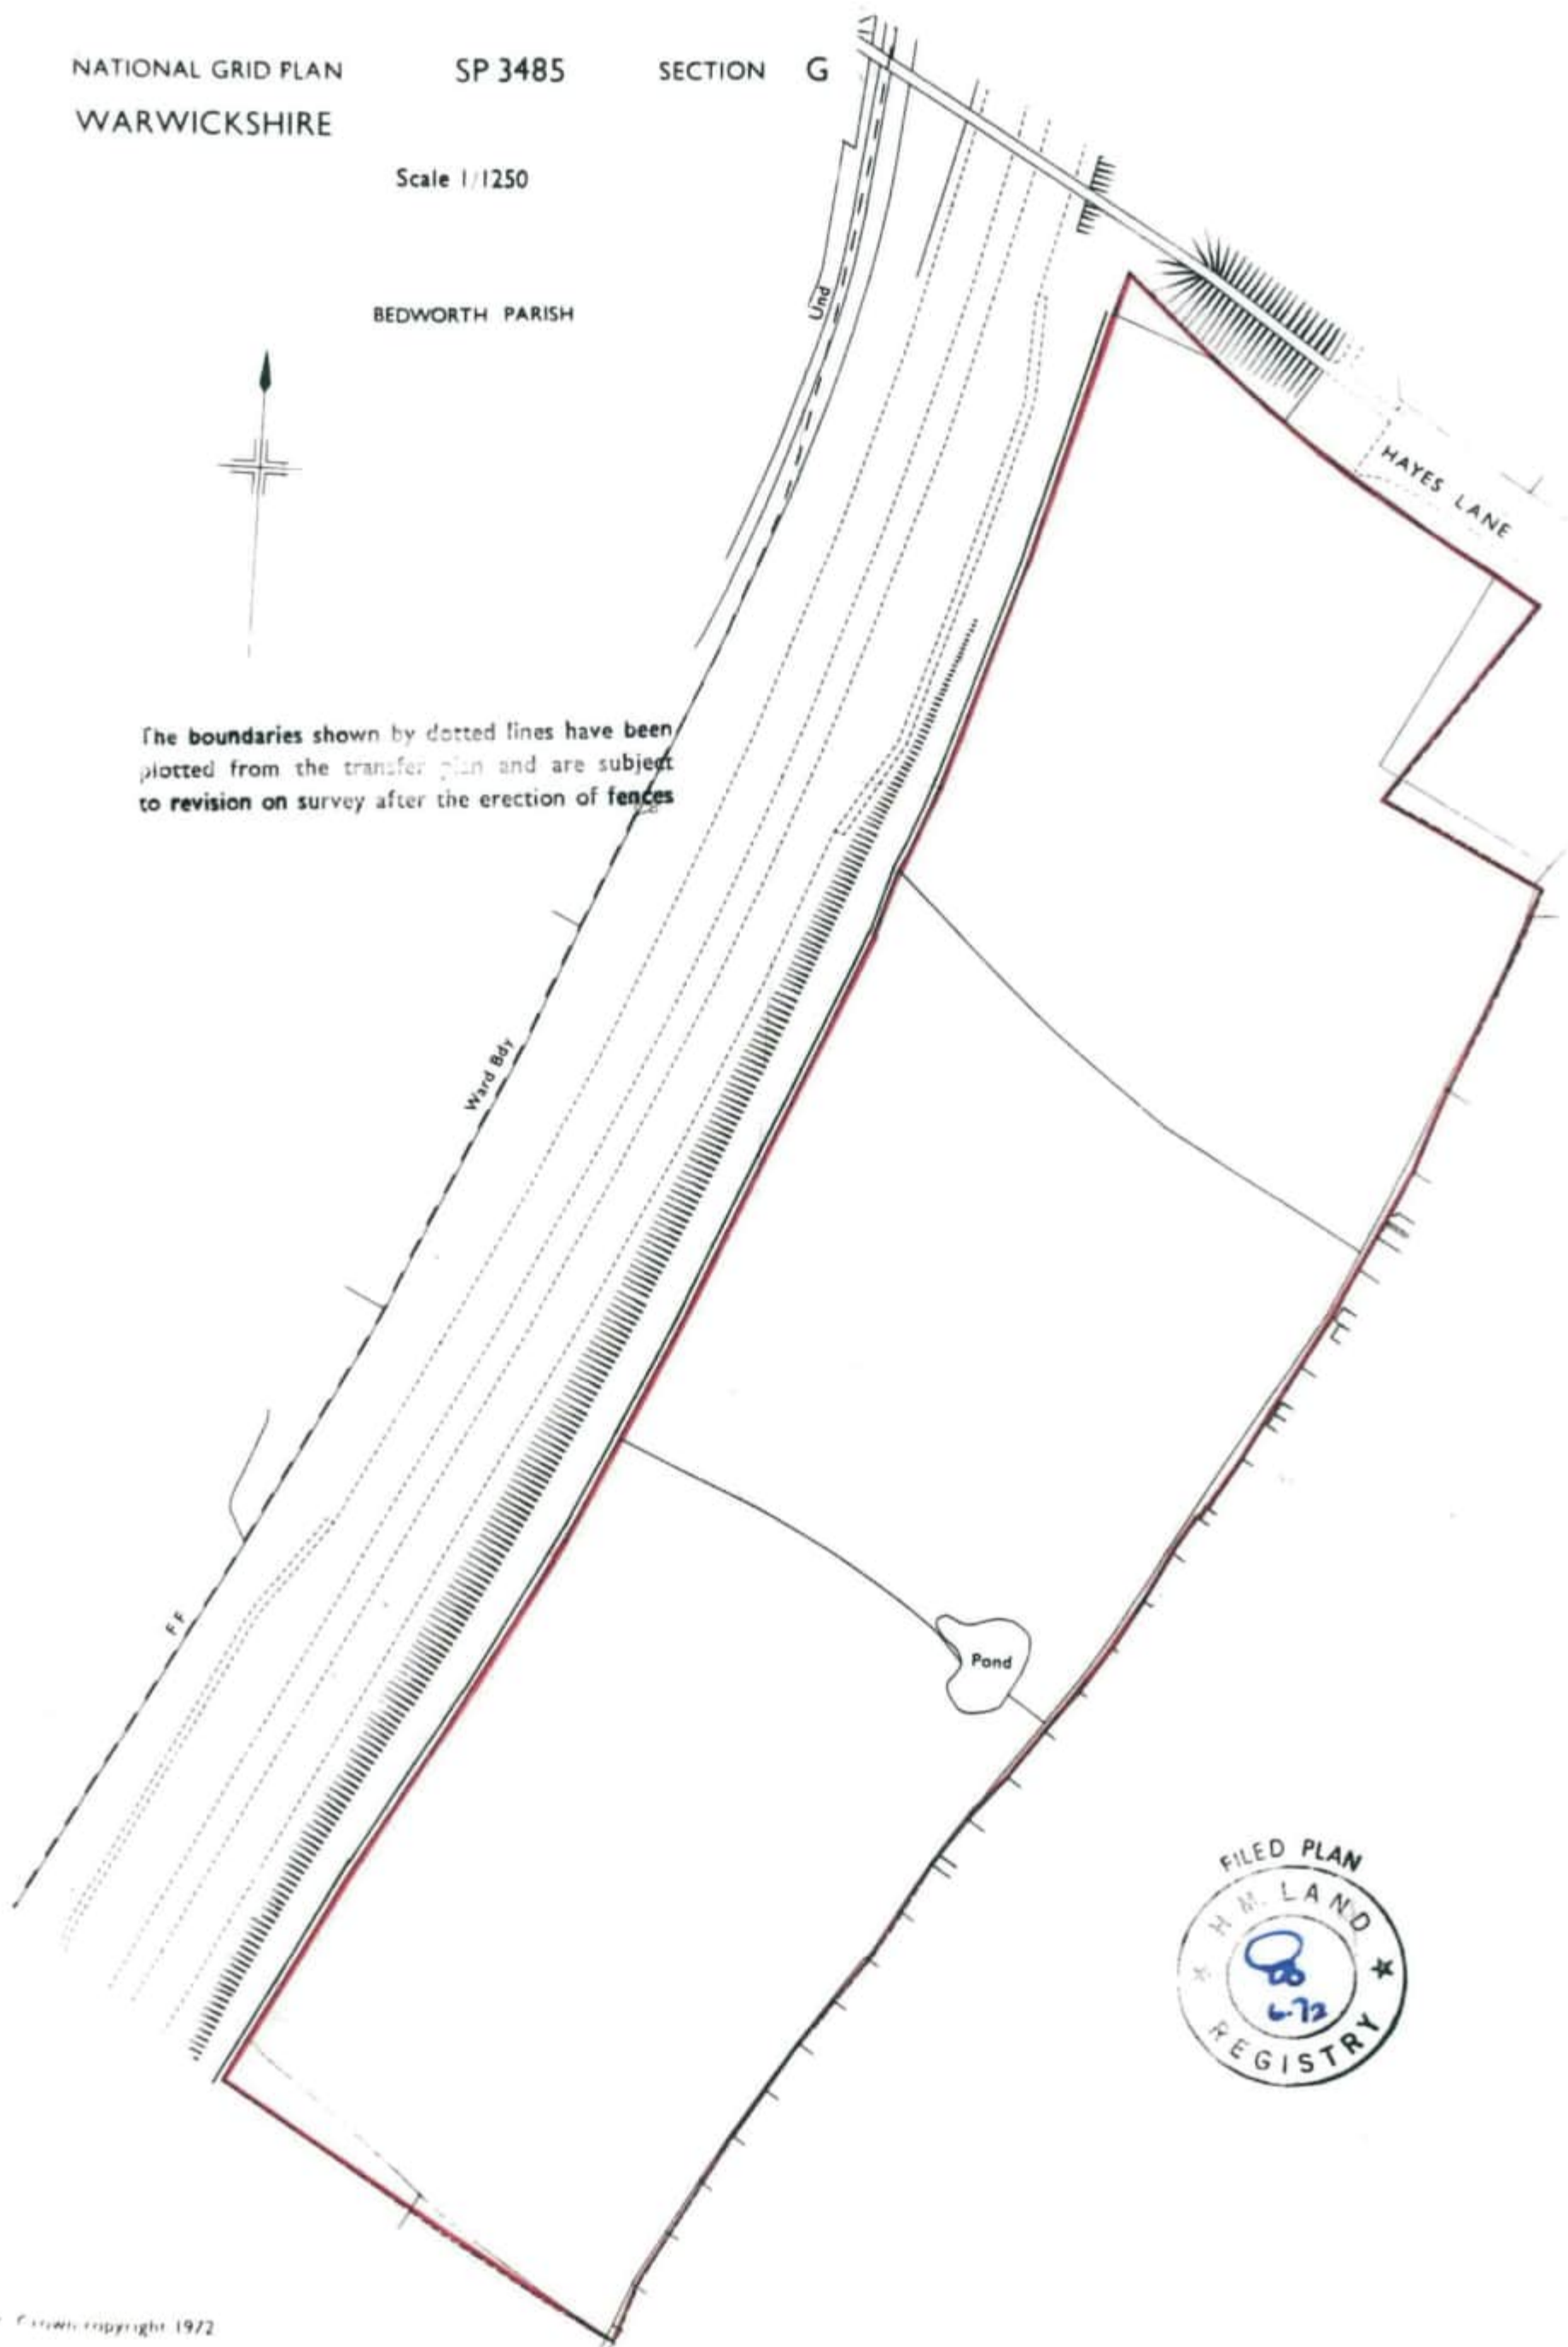 NATIONAL GRID PLAN SP 3485 SECTION G
WARWICKSHIRE
Scale 1/1250
BEDWORTH PARISH
Und
HAYES LANE
The boundaries shown by dotted lines have been
plotted from the transfer plan and are subject
to revision on survey after the erection of fences
Ward Bdy
FF
Pond
FILED PLAN
H.M. LAND
6-72
REGISTRY
Crown copyright 1972